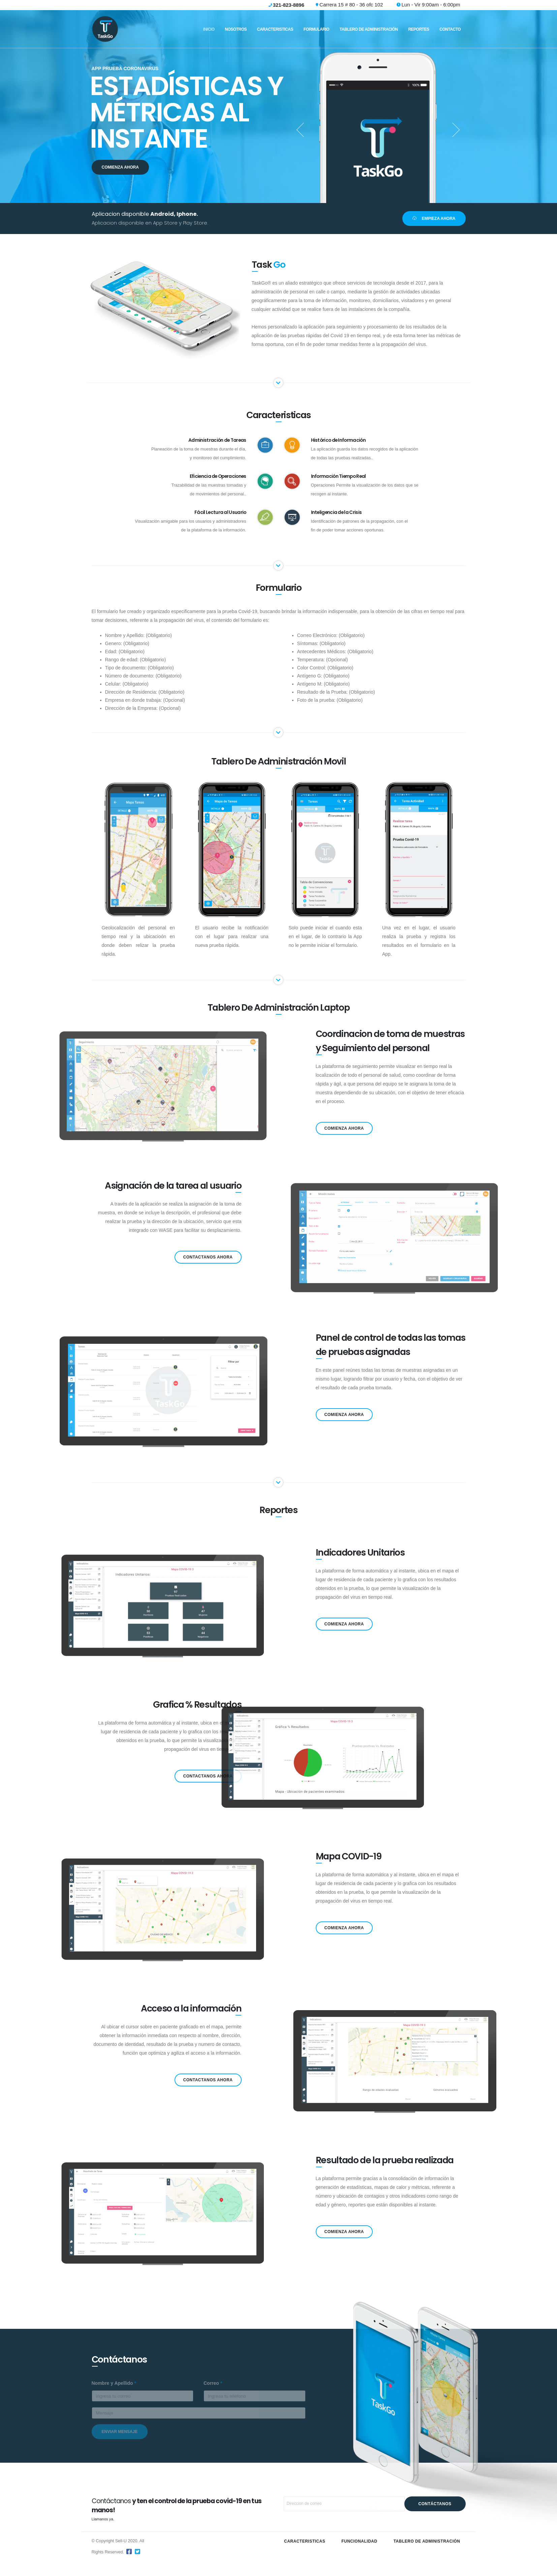 321-823-8896 Carrera 15 # 80 - 36 ofc 102 Lun - Vir 9:00am - 6:00pm
TaskGo
INICIO NOSOTROS CARACTERISTICAS FORMULARIO TABLERO DE ADMINISTRACIÓN REPORTES CONTACTO
APP PRUEBA CORONAVIRUS
ESTADÍSTICAS Y
MÉTRICAS AL
INSTANTE
COMIENZA AHORA
TaskGo
Aplicacion disponible Android, Iphone.
Aplicacion disponible en App Store y Play Store.
EMPIEZA AHORA
Task Go
TaskGo® es un aliado estratégico que ofrece servicios de tecnología desde el 2017, para la
administración de personal en calle o campo, mediante la gestión de actividades ubicadas
geográficamente para la toma de información, monitoreo, domiciliarios, visitadores y en general
cualquier actividad que se realice fuera de las instalaciones de la compañía
Hemos personalizado la aplicación para seguimiento y procesamiento de los resultados de la
aplicación de las pruebas rápidas del Covid 19 en tiempo real, y de esta forma tener las métricas de
forma oportuna, con el fin de poder tomar medidas frente a la propagación del virus.
Caracteristicas
Administración de Tareas
Planeación de la toma de muestras durante el día,
y monitoreo del cumplimiento.
Histórico de Información
La aplicación guarda los datos recogidos de la aplicación
de todas las pruebas realizadas.
Eficiencia de Operaciones
Trazabilidad de las muestras tomadas y
de movimientos del personal.
Información Tiempo Real
Operaciones Permite la visualización de los datos que se
recogen al instante.
Fácil Lectura al Usuario
Visualización amigable para los usuarios y administradores
de la plataforma de la información.
Inteligencia de la Crisis
Identificación de patrones de la propagación, con el
fin de poder tomar acciones oportunas.
Formulario
El formulario fue creado y organizado específicamente para la prueba Covid-19, buscando brindar la información indispensable, para la obtención de las cifras en tiempo real para
tomar decisiones, referente a la propagación del virus, el contenido del formulario es:
Nombre y Apellido: (Obligatorio)
Genero: (Obligatorio)
Edad: (Obligatorio)
Rango de edad: (Obligatorio)
Tipo de documento: (Obligatorio)
Número de documento: (Obligatorio)
Celular: (Obligatorio)
Dirección de Residencia: (Obligatorio)
Empresa en donde trabaja: (Opcional)
Dirección de la Empresa: (Opcional)
Correo Electrónico: (Obligatorio)
Síntomas: (Obligatorio)
Antecedentes Médicos: (Obligatorio)
Temperatura: (Opcional)
Color Control: (Obligatorio)
Antígeno G: (Obligatorio)
Antígeno M: (Obligatorio)
Resultado de la Prueba: (Obligatorio)
Foto de la prueba: (Obligatorio)
Tablero De Administración Movil
Geolocalización del personal en
tiempo real y la ubicación en
donde deben retizar la prueba
rápida.
El usuario recibe la notificación
con el lugar para realizar una
nueva prueba rápida.
Solo puede iniciar el cuando esta
en el lugar, de lo contrario la App
no le permite iniciar el formulario.
Una vez en el lugar, el usuario
realiza la prueba y registra los
resultados en el formulario en la
App.
Tablero De Administración Laptop
Coordinacion de toma de muestras
y Seguimiento del personal
La plataforma de seguimiento permite visualizar en tiempo real la
localización de todo el personal de salud, como coordinar de forma
rápida y ágil, a que persona del equipo se le asignara la toma de la
muestra dependiendo de su ubicación, con el objetivo de tener eficacia
en el proceso.
COMIENZA AHORA
Asignación de la tarea al usuario
A través de la aplicación se realiza la asignación de la toma de
muestra, en donde se incluye la descripción, el profesional que debe
realizar la prueba y la dirección de la ubicación, servicio que esta
integrado con WASE para facilitar su desplazamiento.
CONTACTANOS AHORA
Panel de control de todas las tomas
de pruebas asignadas
En este panel reúnes todas las tomas de muestras asignadas en un
mismo lugar, logrando filtrar por usuario y fecha, con el objetivo de ver
el resultado de cada prueba tomada.
COMIENZA AHORA
Reportes
Indicadores Unitarios
La plataforma de forma automática y al instante, ubica en el mapa el
lugar de residencia de cada paciente y lo grafica con los resultados
obtenidos en la prueba, lo que permite la visualización de la
propagación del virus en tiempo real.
COMIENZA AHORA
Grafica % Resultados
La plataforma de forma automática y al instante, ubica en
lugar de residencia de cada paciente y lo grafica con los
obtenidos en la prueba, lo que permite la visualiza
propagación del virus en
CONTACTANOS
Mapa COVID-19
La plataforma de forma automática y al instante, ubica en el mapa el
lugar de residencia de cada paciente y lo grafica con los resultados
obtenidos en la prueba, lo que permite la visualización de la
propagación del virus en tiempo real.
COMIENZA AHORA
Acceso a la información
Al ubicar el cursor sobre un paciente graficado en el mapa, permite
obtener la información inmediata con respecto al nombre, dirección,
documento de identidad, resultado de la prueba y numero de contacto,
función que optimiza y agiliza el acceso a la información.
CONTACTANOS AHORA
Resultado de la prueba realizada
La plataforma permite gracias a la consolidación de información la
generación de estadísticas, mapas de calor y métricas, referente a
número y ubicación de contagios y otros indicadores como rango de
edad y género, reportes que están disponibles al instante.
COMIENZA AHORA
Contáctanos
Nombre y Apellido * Correo *
ENVIAR MENSAJE
TaskGo
Contáctanos y ten el control de la prueba covid-19 en tus
manos!
Llámanos ya.
CONTÁCTANOS
CARACTERISTICAS FUNCIONALIDAD TABLERO DE ADMINISTRACIÓN
Rights Reserved